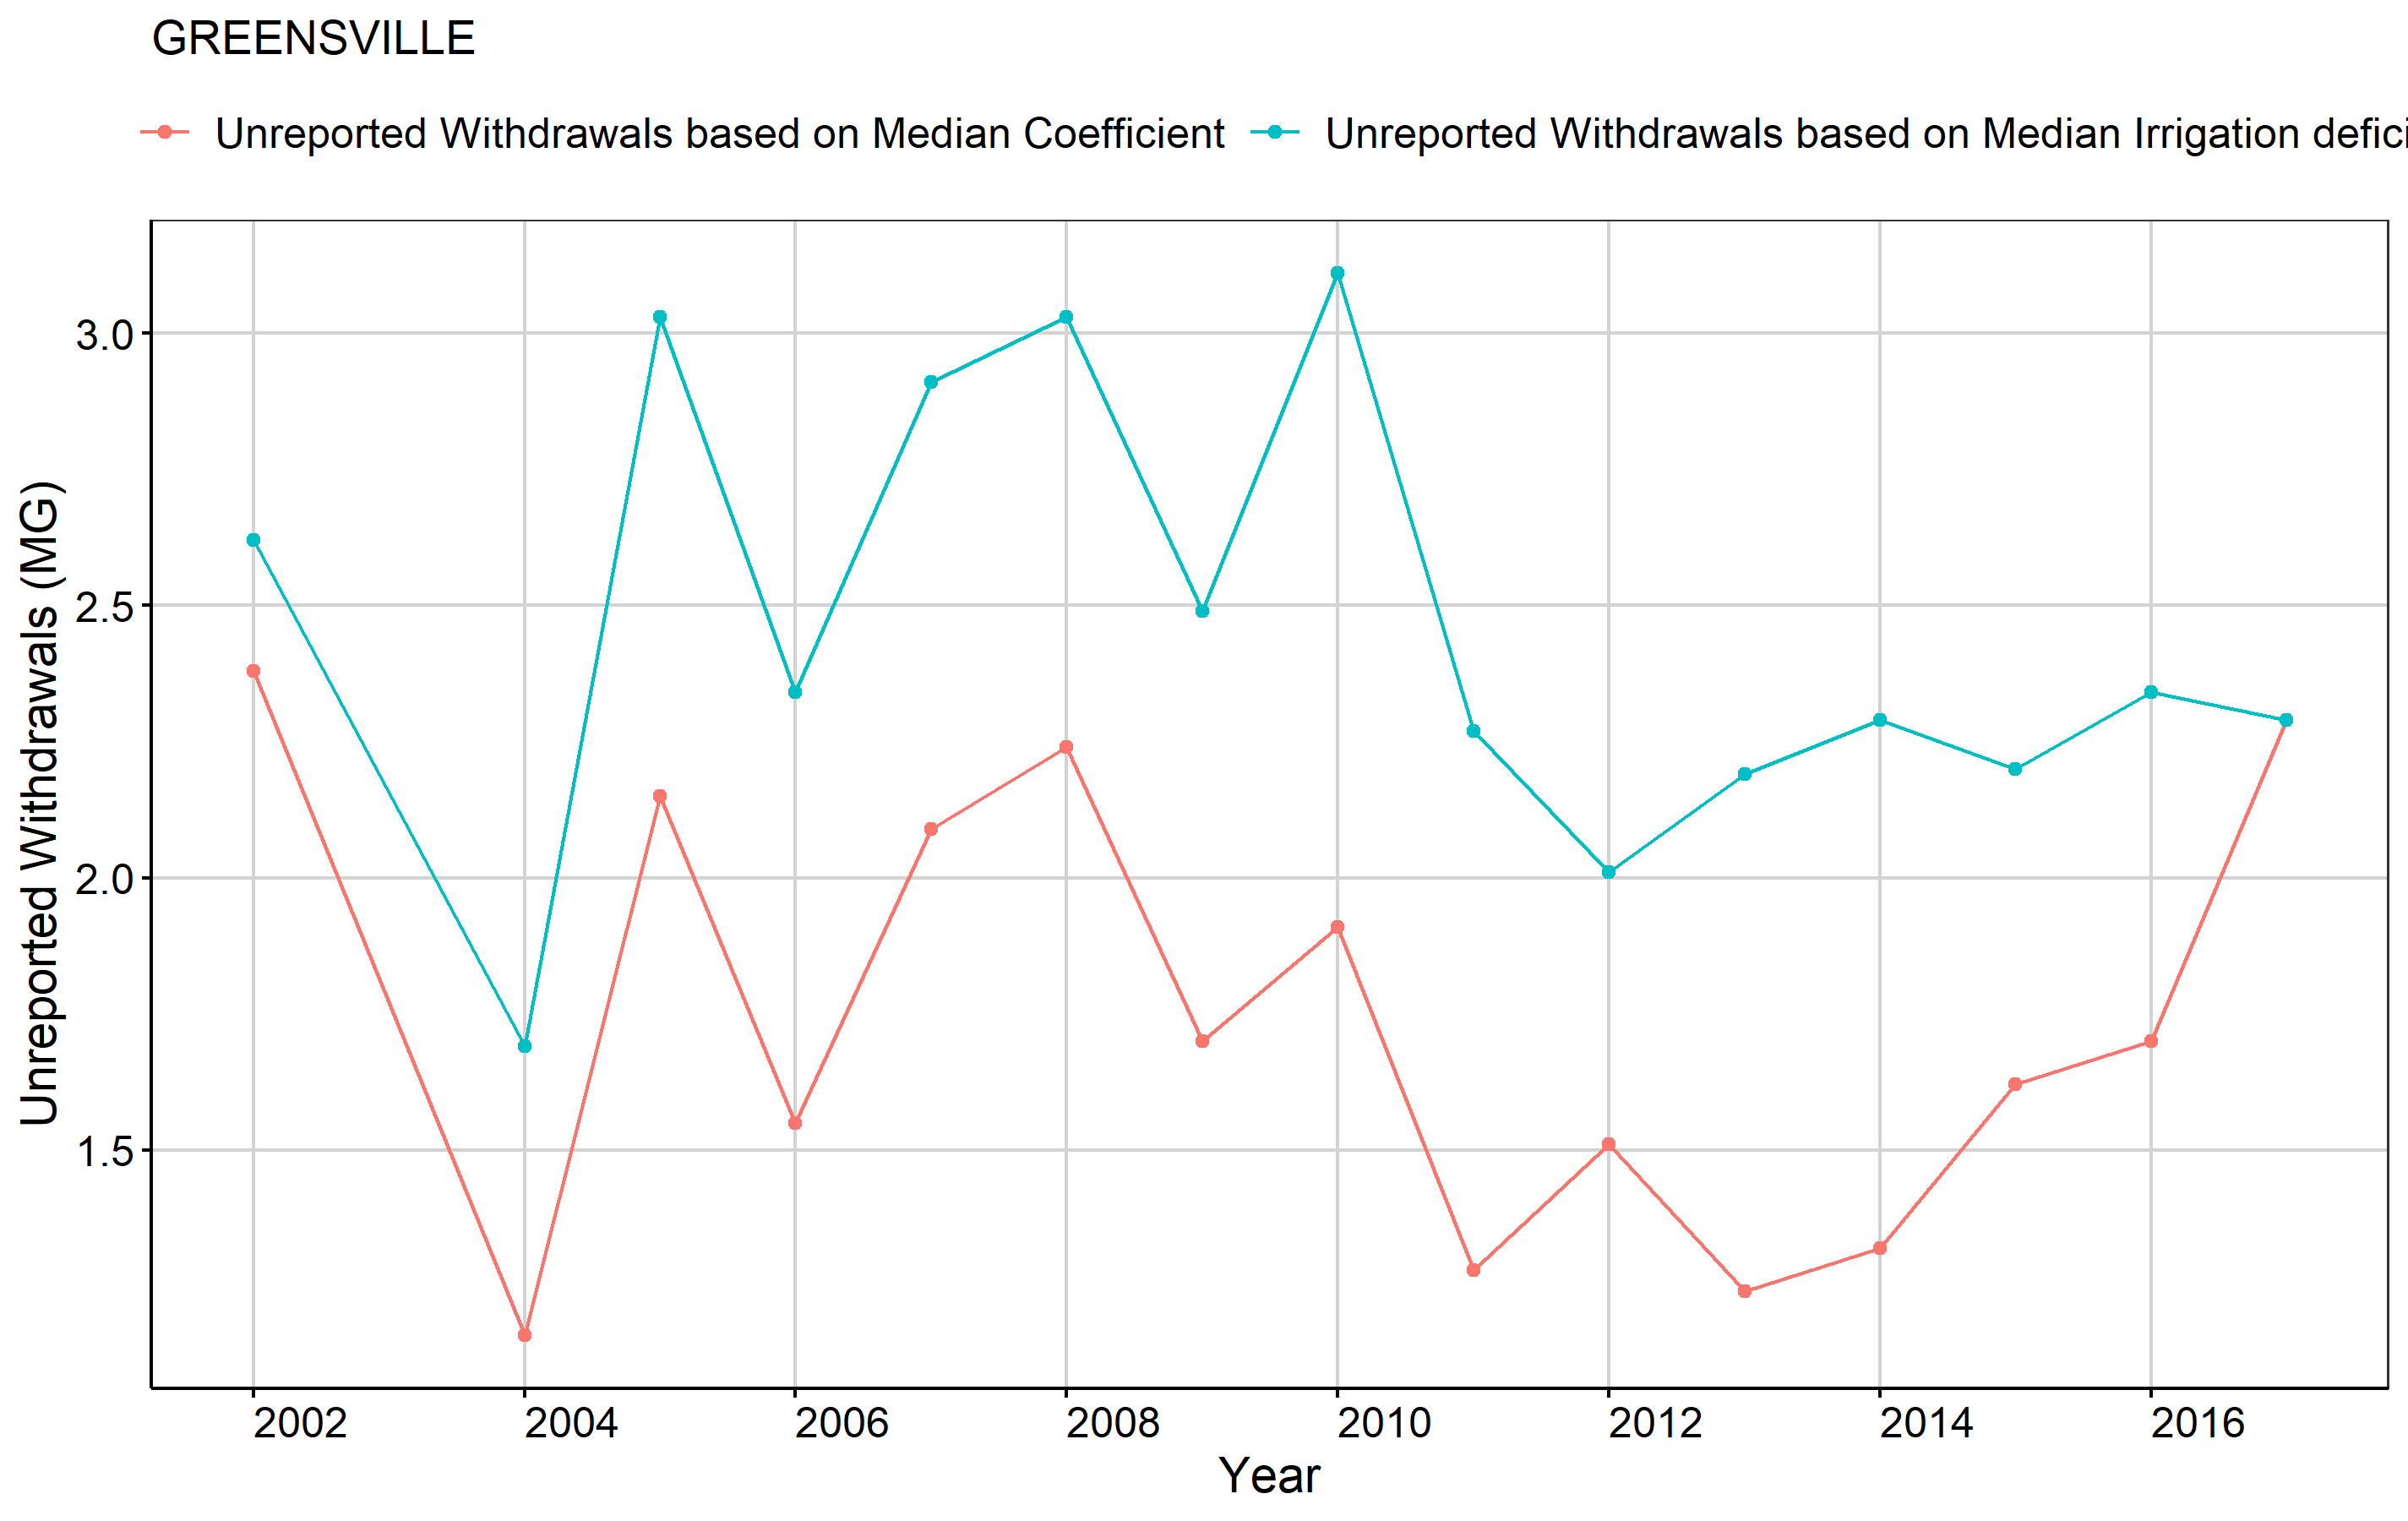 GREENSVILLE
Unreported Withdrawals based on Median Coefficient Unreported Withdrawals based on Median Irrigation defici
Unreported Withdrawals (MG)
3.0
2.5
2.0
1.5
2002 2004 2006 2008 2010 2012 2014 2016
Year